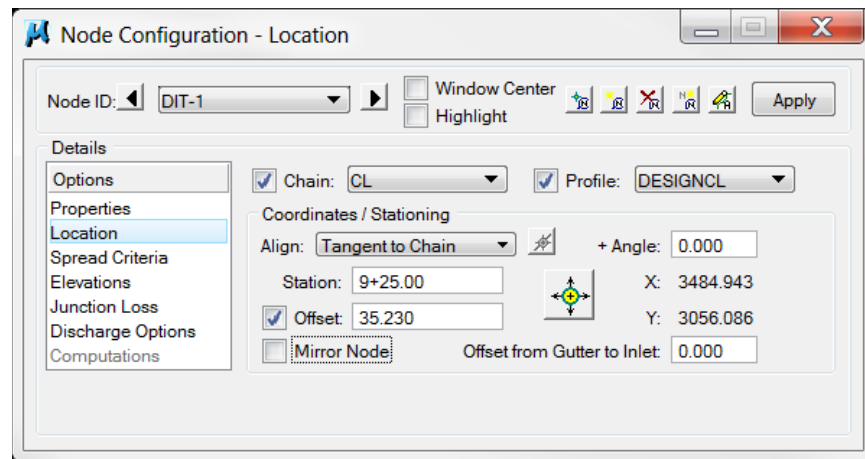 Node Configuration - Location
Node ID: DIT-1 Window Center Apply
Highlight
Details
Options Chain: CL Profile: DESIGNCL
Properties
Location
Spread Criteria
Elevations
Junction Loss
Discharge Options
Computations
Coordinates / Stationing
Align: Tangent to Chain + Angle: 0.000
Station: 9+25.00 X: 3484.943
Offset: 35.230 Y: 3056.086
Mirror Node Offset from Gutter to Inlet: 0.000